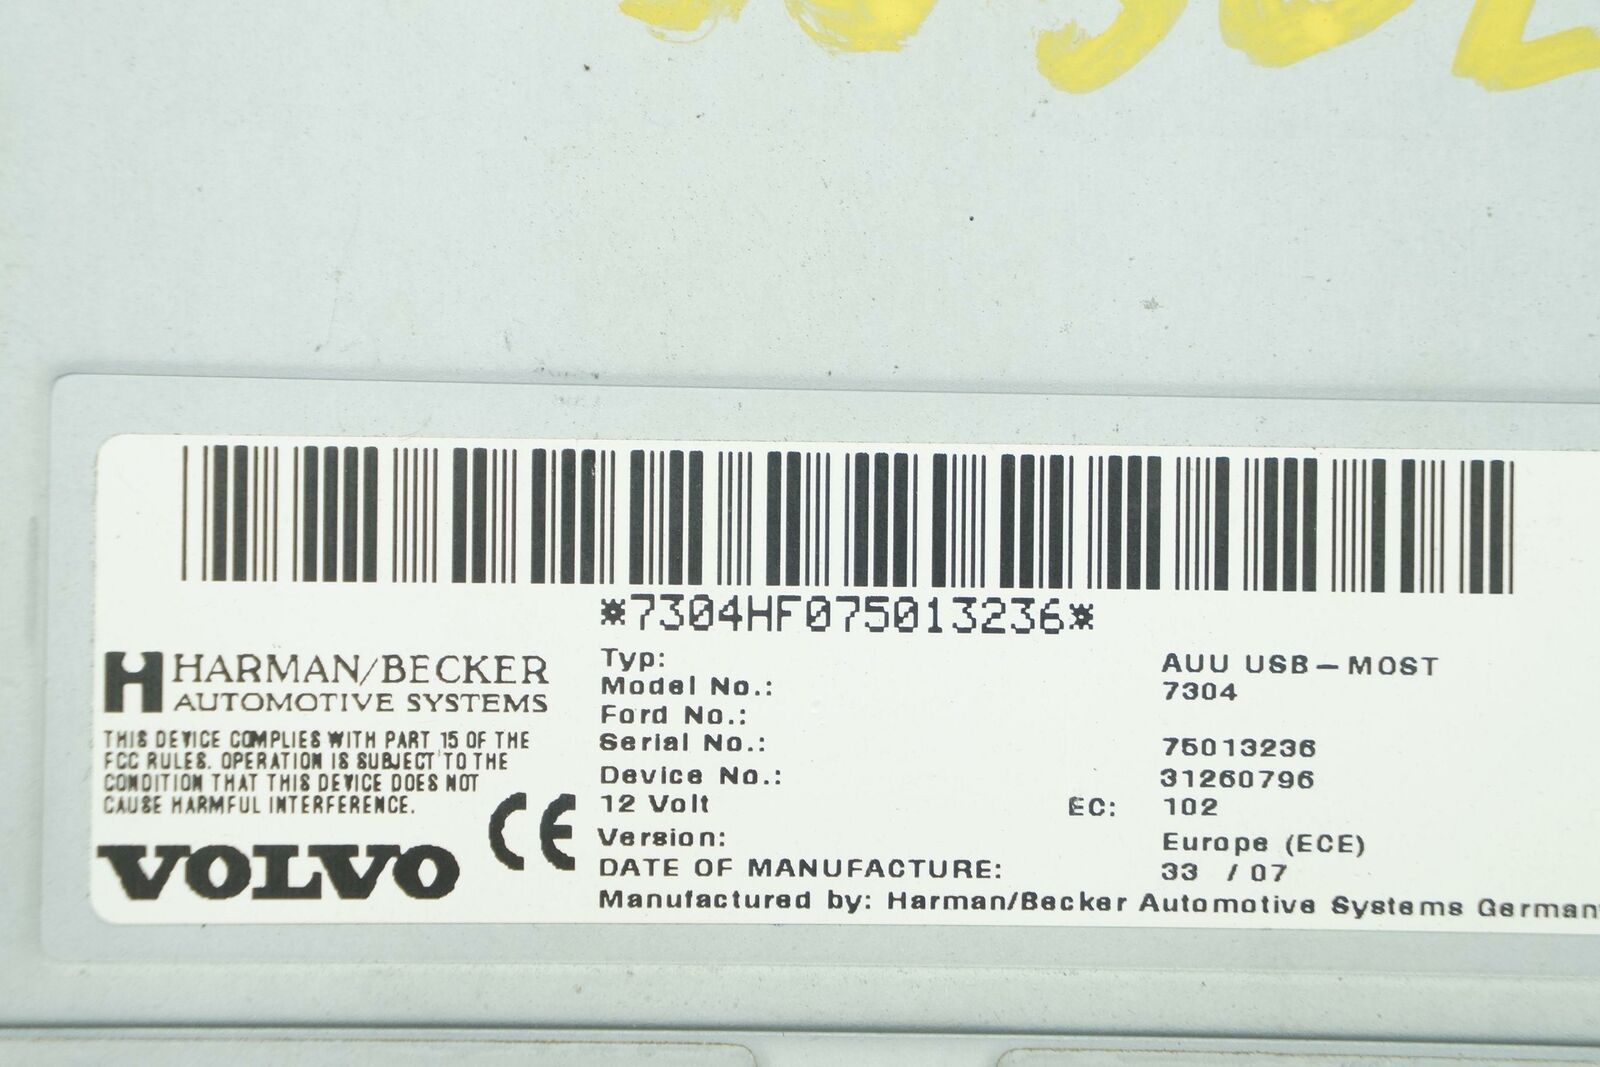 *7304HF075013236*
HARMAN/BECKER
AUTOMOTIVE SYSTEMS
THIS DEVICE COMPLIES WITH PART 15 OF THE
FCC RULES. OPERATION IS SUBJECT TO THE
CONDITION THAT THIS DEVICE DOES NOT
CAUSE HARMFUL INTERFERENCE.
CE
VOLVO
Typ: AUU USB-MOST
Model No.: 7304
Ford No.:
Serial No.: 75013236
Device No.: 31260796
12 Volt EC: 102
Version: Europe (ECE)
DATE OF MANUFACTURE: 33 / 07
Manufactured by: Harman/Becker Automotive Systems German